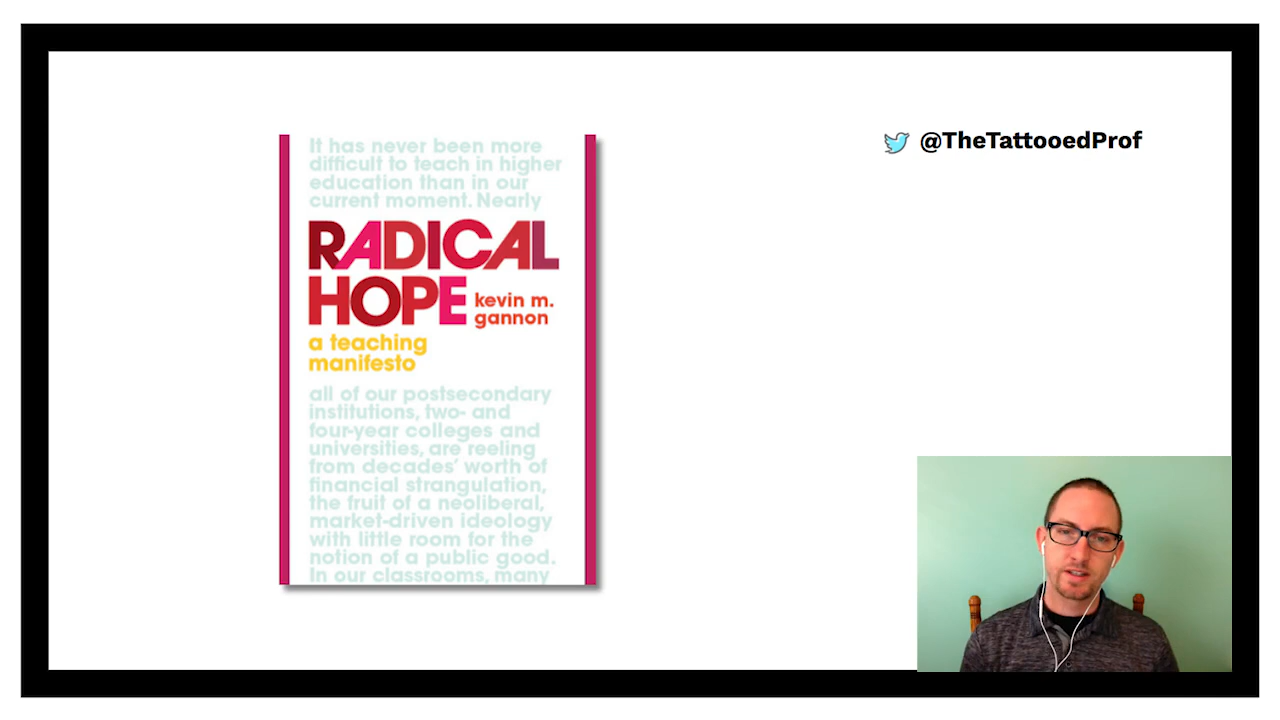 @TheTattooedProf
It has never been more
difficult to teach in higher
education than in our
current moment. Nearly
RADICAL
HOPE
kevin m.
gannon
a teaching
manifesto
all of our postsecondary
institutions, two- and
four-year colleges and
universities, are reeling
from decades' worth of
financial strangulation,
the fruit of a neoliberal,
market-driven ideology
with little room for the
notion of a public good.
In our classrooms, many